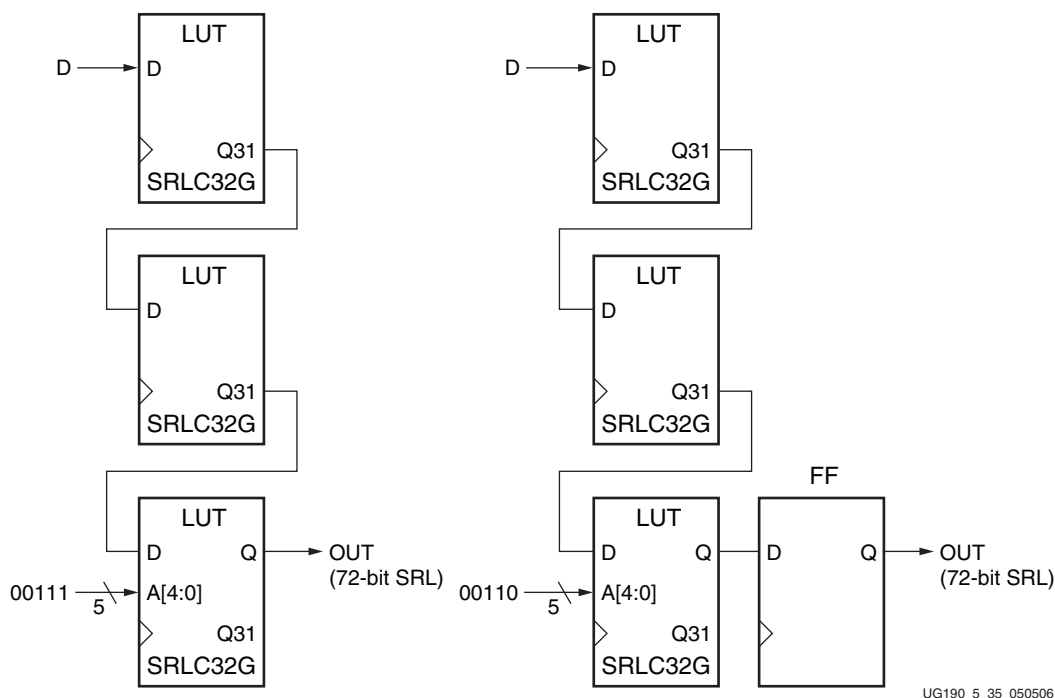 LUT
D
D
Q31
SRLC32G
LUT
D
Q31
SRLC32G
LUT
D
Q
OUT
(72-bit SRL)
00111
5
A[4:0]
Q31
SRLC32G
LUT
D
D
Q31
SRLC32G
LUT
D
Q31
SRLC32G
LUT
D
Q
00110
5
A[4:0]
Q31
SRLC32G
FF
D
Q
OUT
(72-bit SRL)
UG190_5_35_050506